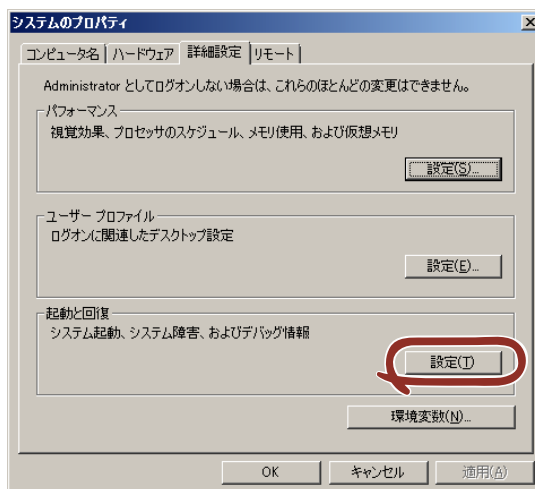 システムのプロパティ
コンピュータ名 ハードウェア 詳細設定 リモート
Administrator としてログオンしない場合は、これらのほとんどの変更はできません。
パフォーマンス
視覚効果、プロセッサのスケジュール、メモリ使用、および仮想メモリ
設定(S)...
ユーザー プロファイル
ログオンに関連したデスクトップ設定
設定(E)...
起動と回復
システム起動、システム障害、およびデバッグ情報
設定(T)
環境変数(N)...
OK キャンセル 適用(A)